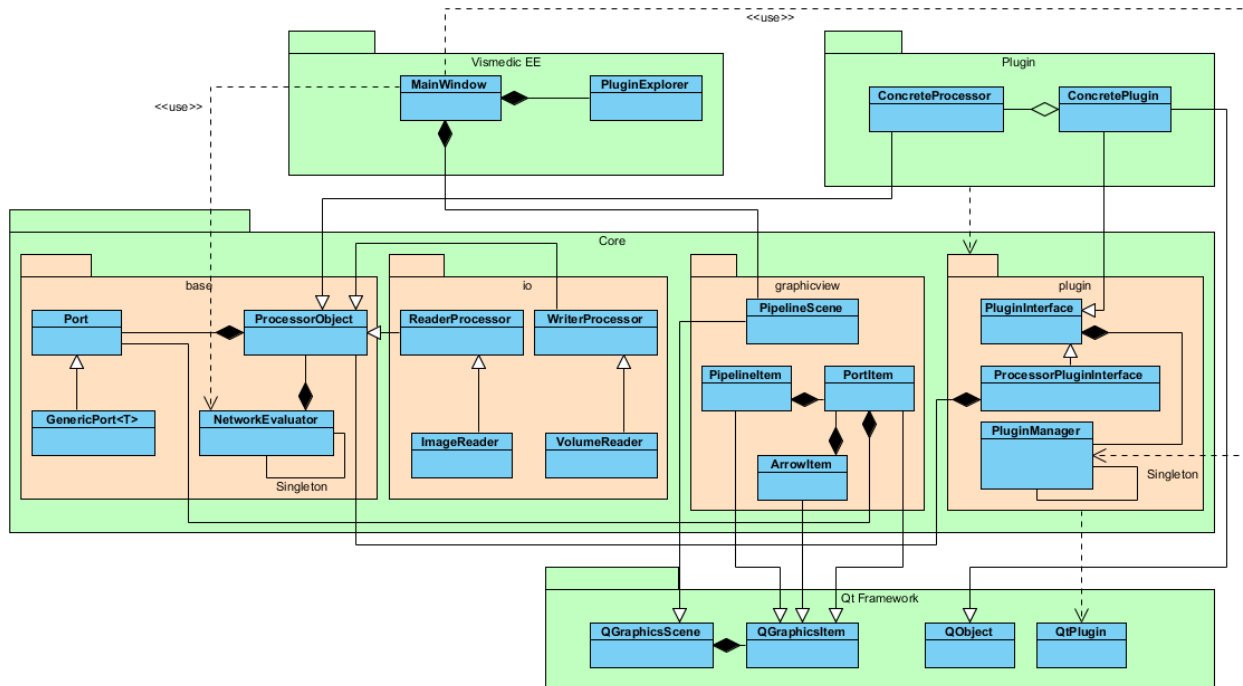 <<use>>
Vismedic EE
Plugin
MainWindow
PluginExplorer
ConcreteProcessor
ConcretePlugin
<<use>>
Core
base
io
graphicview
plugin
Port
ProcessorObject
ReaderProcessor
WriterProcessor
PipelineScene
PluginInterface
PipelineItem
PortItem
ProcessorPluginInterface
GenericPort<T>
NetworkEvaluator
ImageReader
VolumeReader
ArrowItem
PluginManager
Singleton
Singleton
Qt Framework
QGraphicsScene
QGraphicsItem
QObject
QtPlugin